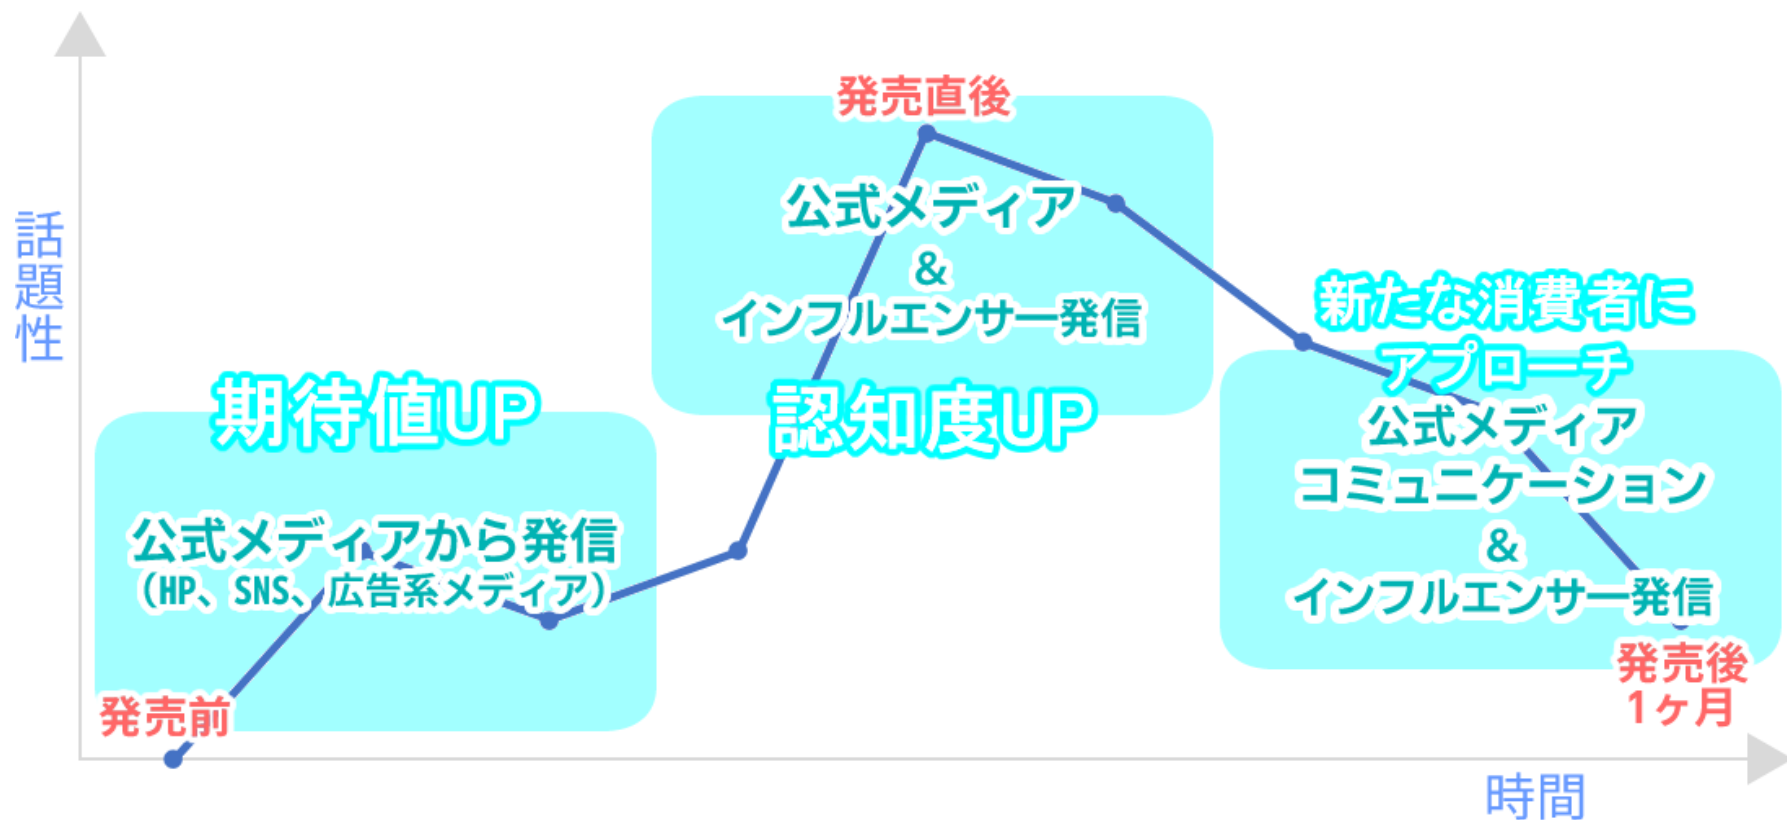 話題性
期待値UP
公式メディアから発信
（HP、SNS、広告系メディア）
発売前
発売直後
公式メディア
&
インフルエンサー発信
認知度UP
新たな消費者に
アプローチ
公式メディア
コミュニケーション
&
インフルエンサー発信
発売後
1ヶ月
時間